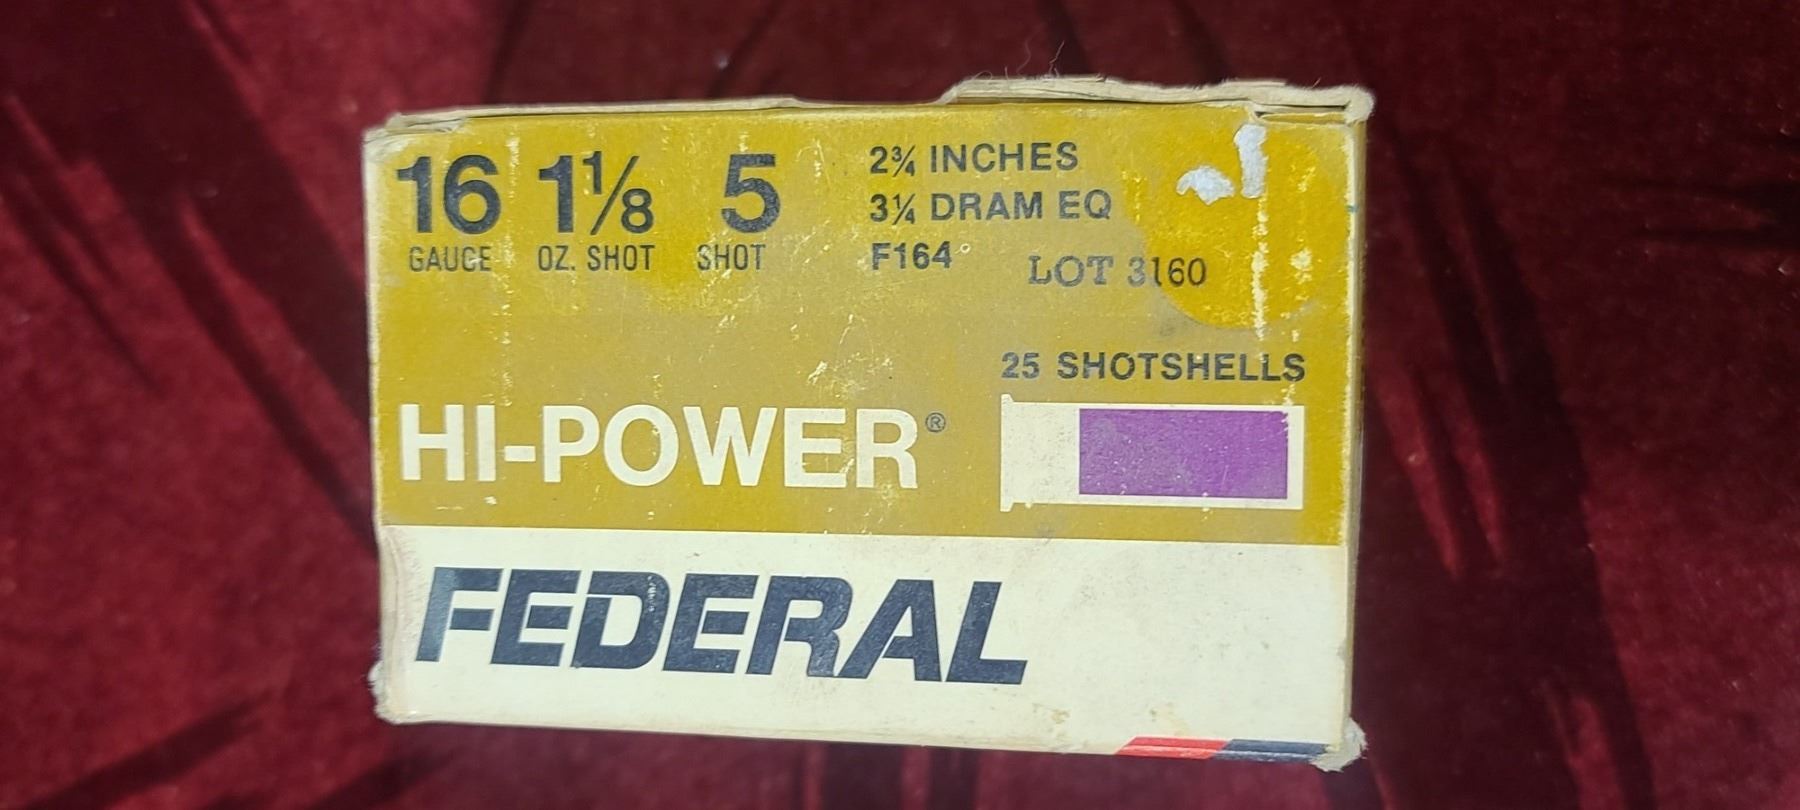 16 1⅛ 5
GAUGE OZ. SHOT SHOT
2¾ INCHES
3¼ DRAM EQ
F164
LOT 3160
25 SHOTSHELLS
HI-POWER®
FEDERAL